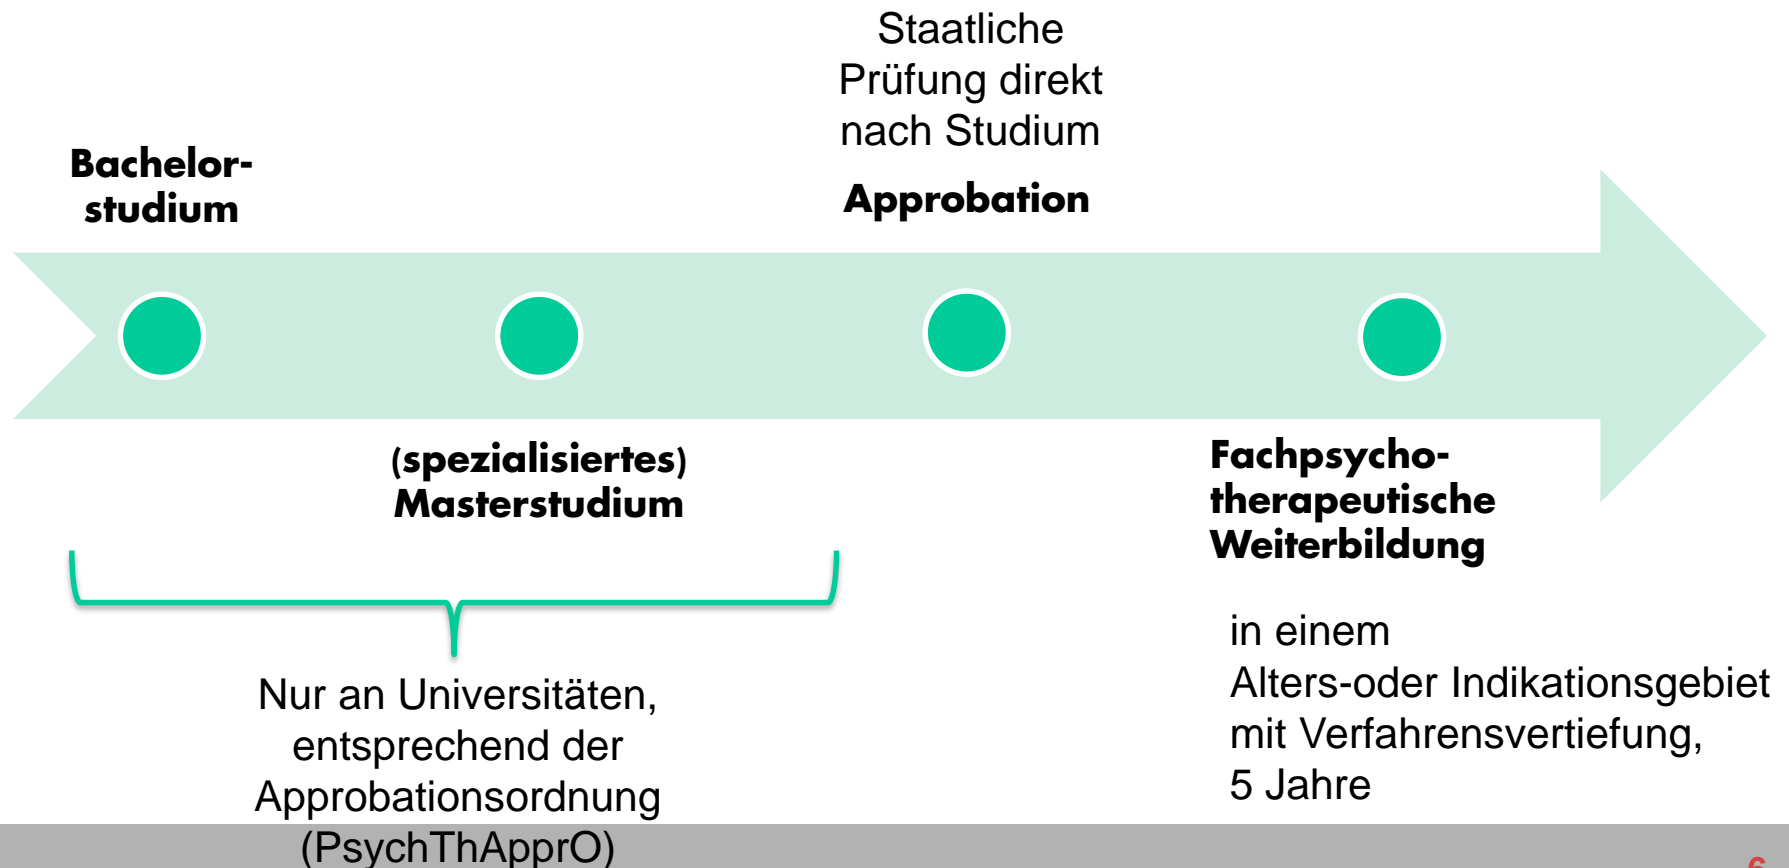 Bachelor-
studium
(spezialisiertes)
Masterstudium
Nur an Universitäten,
entsprechend der
Approbationsordnung
(PsychThApprO)
Staatliche
Prüfung direkt
nach Studium
Approbation
Fachpsycho-
therapeutische
Weiterbildung
in einem
Alters-oder Indikationsgebiet
mit Verfahrensvertiefung,
5 Jahre
6